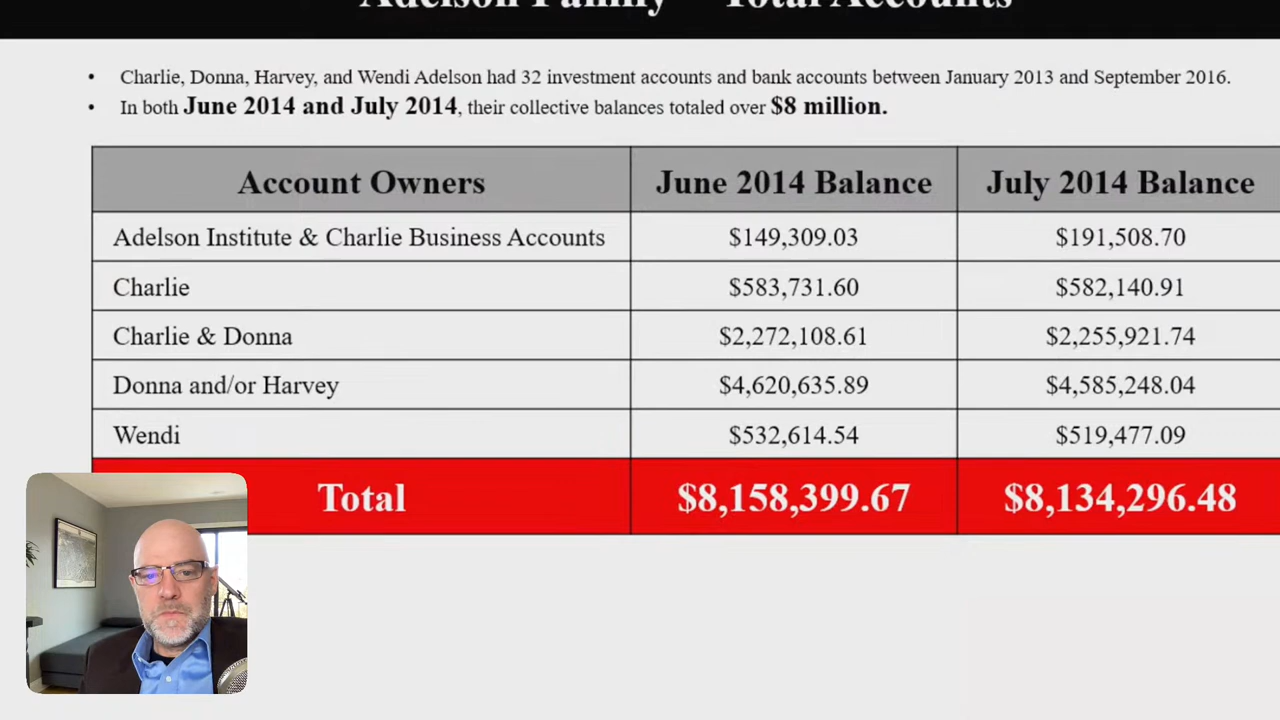 Adelson Family Total Accounts
• Charlie, Donna, Harvey, and Wendi Adelson had 32 investment accounts and bank accounts between January 2013 and September 2016.
• In both June 2014 and July 2014, their collective balances totaled over $8 million.
Account Owners June 2014 Balance July 2014 Balance
Adelson Institute & Charlie Business Accounts $149,309.03 $191,508.70
Charlie $583,731.60 $582,140.91
Charlie & Donna $2,272,108.61 $2,255,921.74
Donna and/or Harvey $4,620,635.89 $4,585,248.04
Wendi $532,614.54 $519,477.09
Total $8,158,399.67 $8,134,296.48